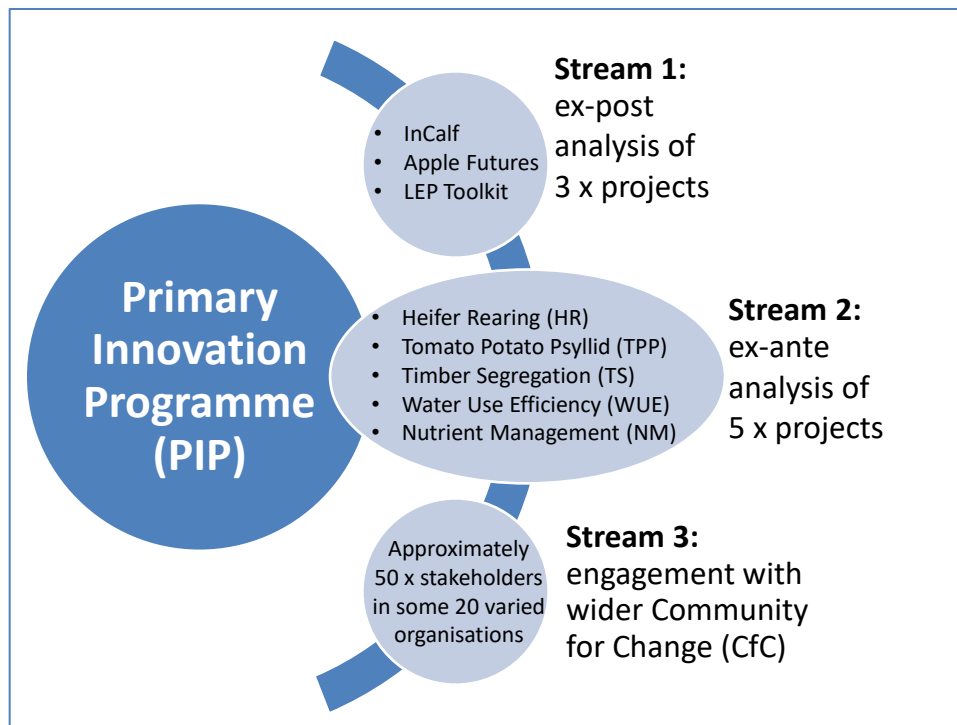 Primary
Innovation
Programme
(PIP)
• InCalf
• Apple Futures
• LEP Toolkit
Stream 1:
ex-post
analysis of
3 x projects
• Heifer Rearing (HR)
• Tomato Potato Psyllid (TPP)
• Timber Segregation (TS)
• Water Use Efficiency (WUE)
• Nutrient Management (NM)
Stream 2:
ex-ante
analysis of
5 x projects
Approximately
50 x stakeholders
in some 20 varied
organisations
Stream 3:
engagement with
wider Community
for Change (CfC)